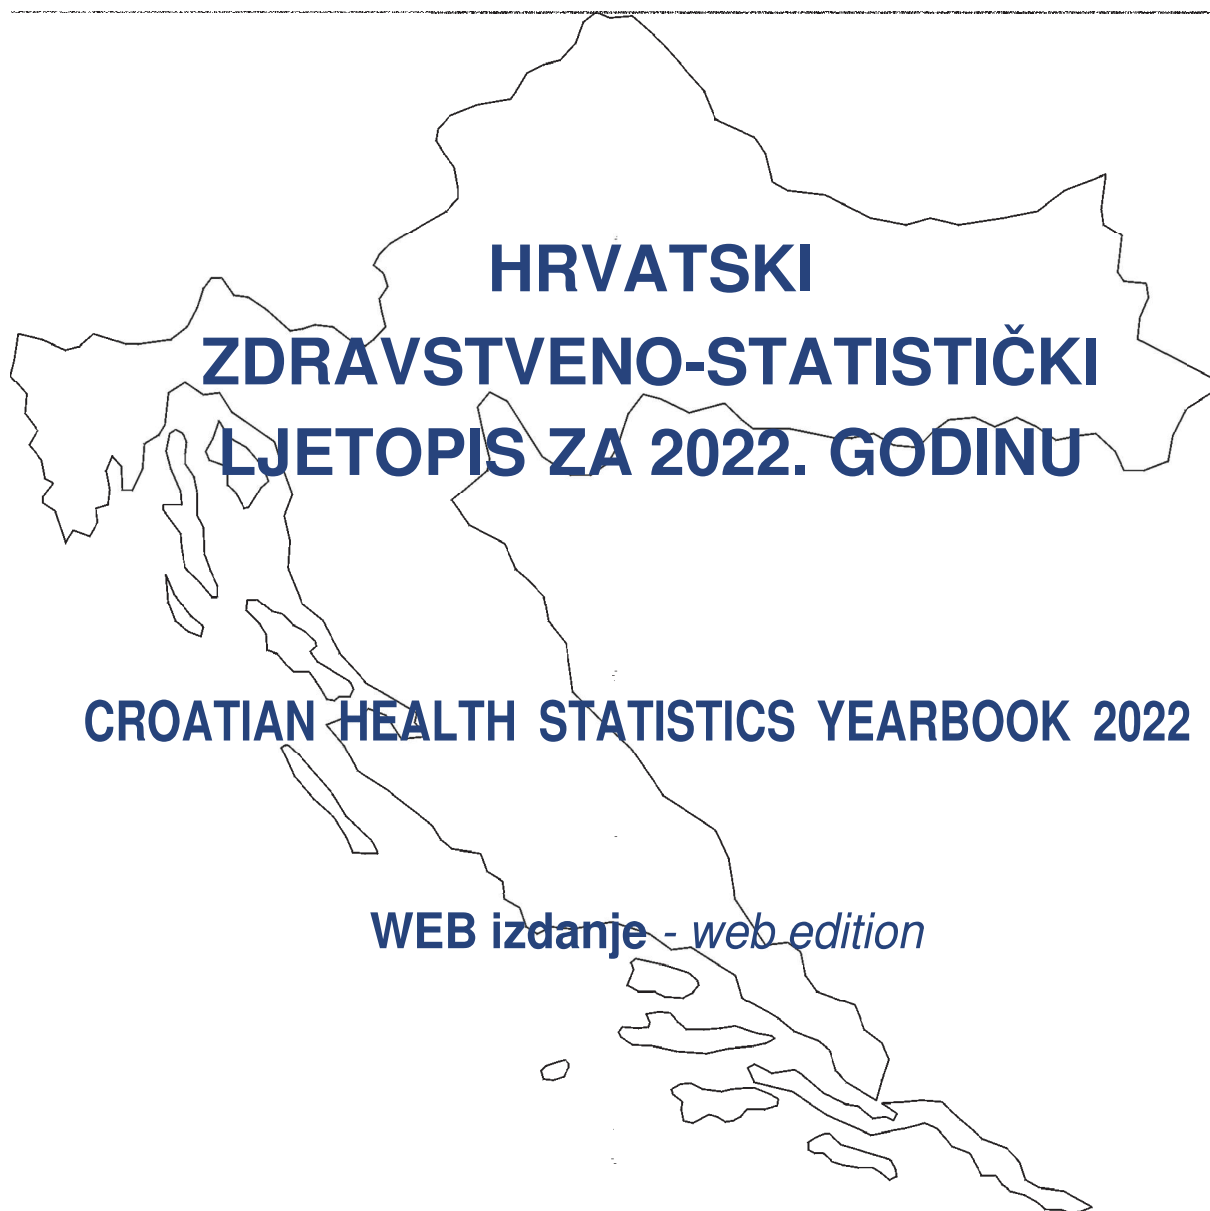 HRVATSKI
ZDRAVSTVENO-STATISTIČKI
LJETOPIS ZA 2022. GODINU
CROATIAN HEALTH STATISTICS YEARBOOK 2022
WEB izdanje - web edition